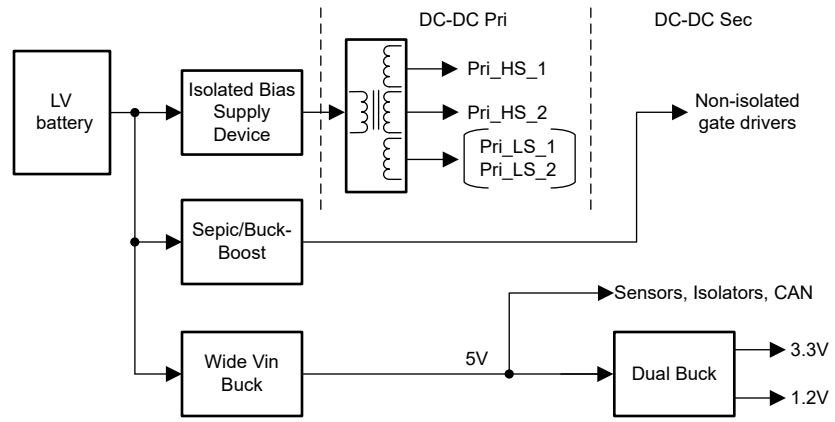 DC-DC Pri
DC-DC Sec
LV
battery
Isolated Bias
Supply
Device
Pri_HS_1
Pri_HS_2
Pri_LS_1
Pri_LS_2
Non-isolated
gate drivers
Sepic/Buck-
Boost
Sensors, Isolators, CAN
Wide Vin
Buck
5V
Dual Buck
3.3V
1.2V